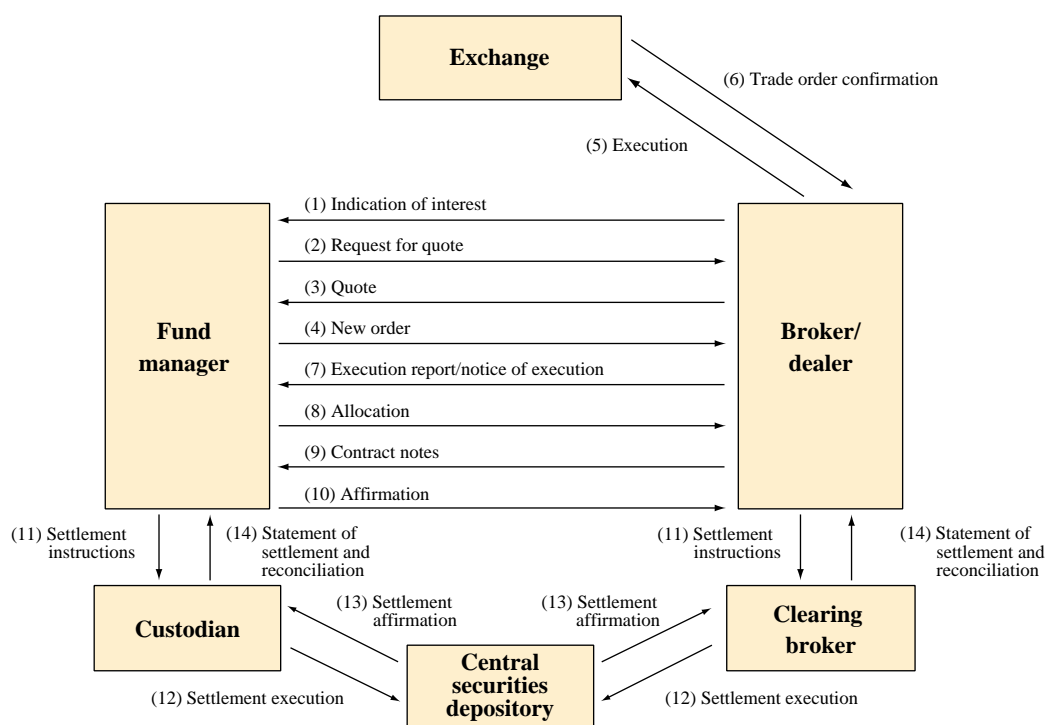 Exchange
(6) Trade order confirmation
(5) Execution
(1) Indication of interest
(2) Request for quote
(3) Quote
(4) New order
(7) Execution report/notice of execution
(8) Allocation
(9) Contract notes
(10) Affirmation
Fund
manager
Broker/
dealer
(11) Settlement
instructions
(14) Statement of
settlement and
reconciliation
(11) Settlement
instructions
(14) Statement of
settlement and
reconciliation
Custodian
(13) Settlement
affirmation
(13) Settlement
affirmation
Clearing
broker
Central
securities
depository
(12) Settlement execution
(12) Settlement execution